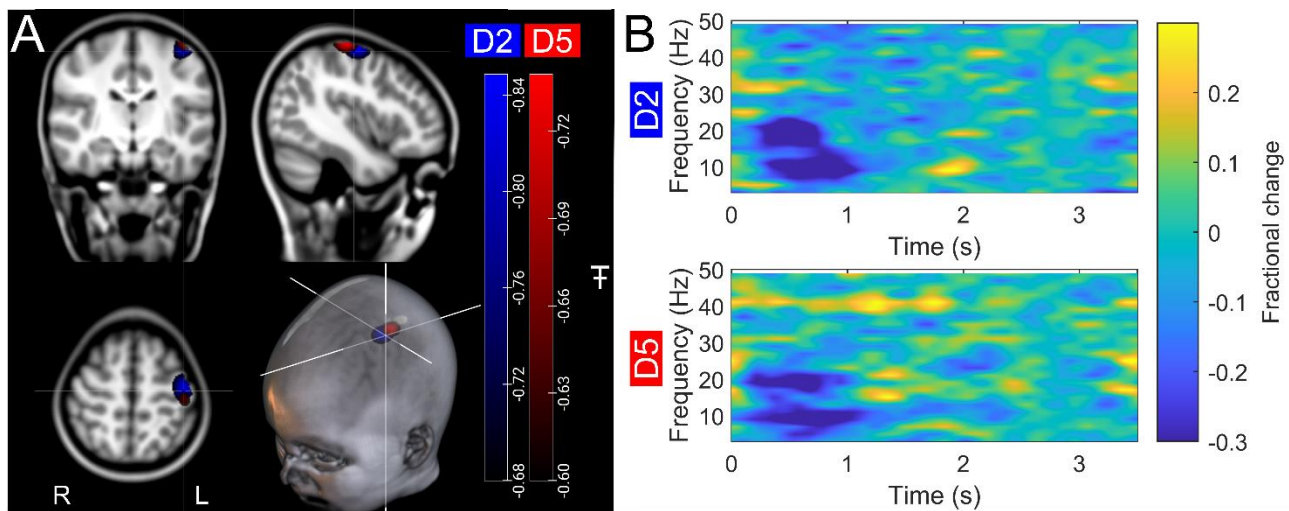 A
D2 D5
-0.84
-0.80
-0.76
-0.72
-0.68
-0.72
-0.69
-0.66
-0.63
-0.60
Ŧ
R L
B
D2
Frequency (Hz)
50
40
30
20
10
0 1 2 3
Time (s)
D5
Frequency (Hz)
50
40
30
20
10
0 1 2 3
Time (s)
0.2
0.1
0
-0.1
-0.2
-0.3
Fractional change